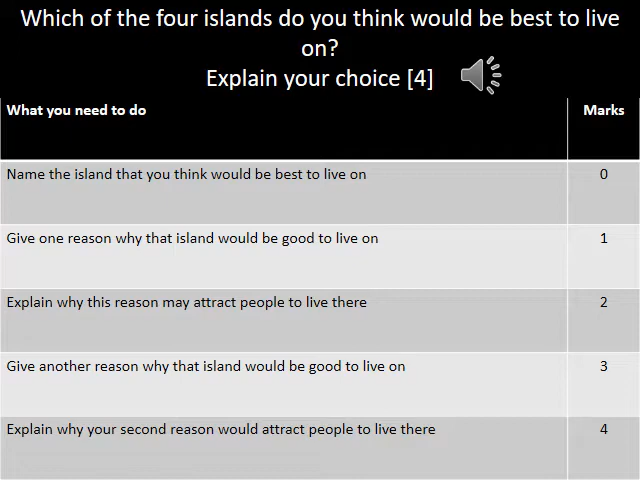 Which of the four islands do you think would be best to live
on?
Explain your choice [4]
What you need to do Marks
Name the island that you think would be best to live on 0
Give one reason why that island would be good to live on 1
Explain why this reason may attract people to live there 2
Give another reason why that island would be good to live on 3
Explain why your second reason would attract people to live there 4